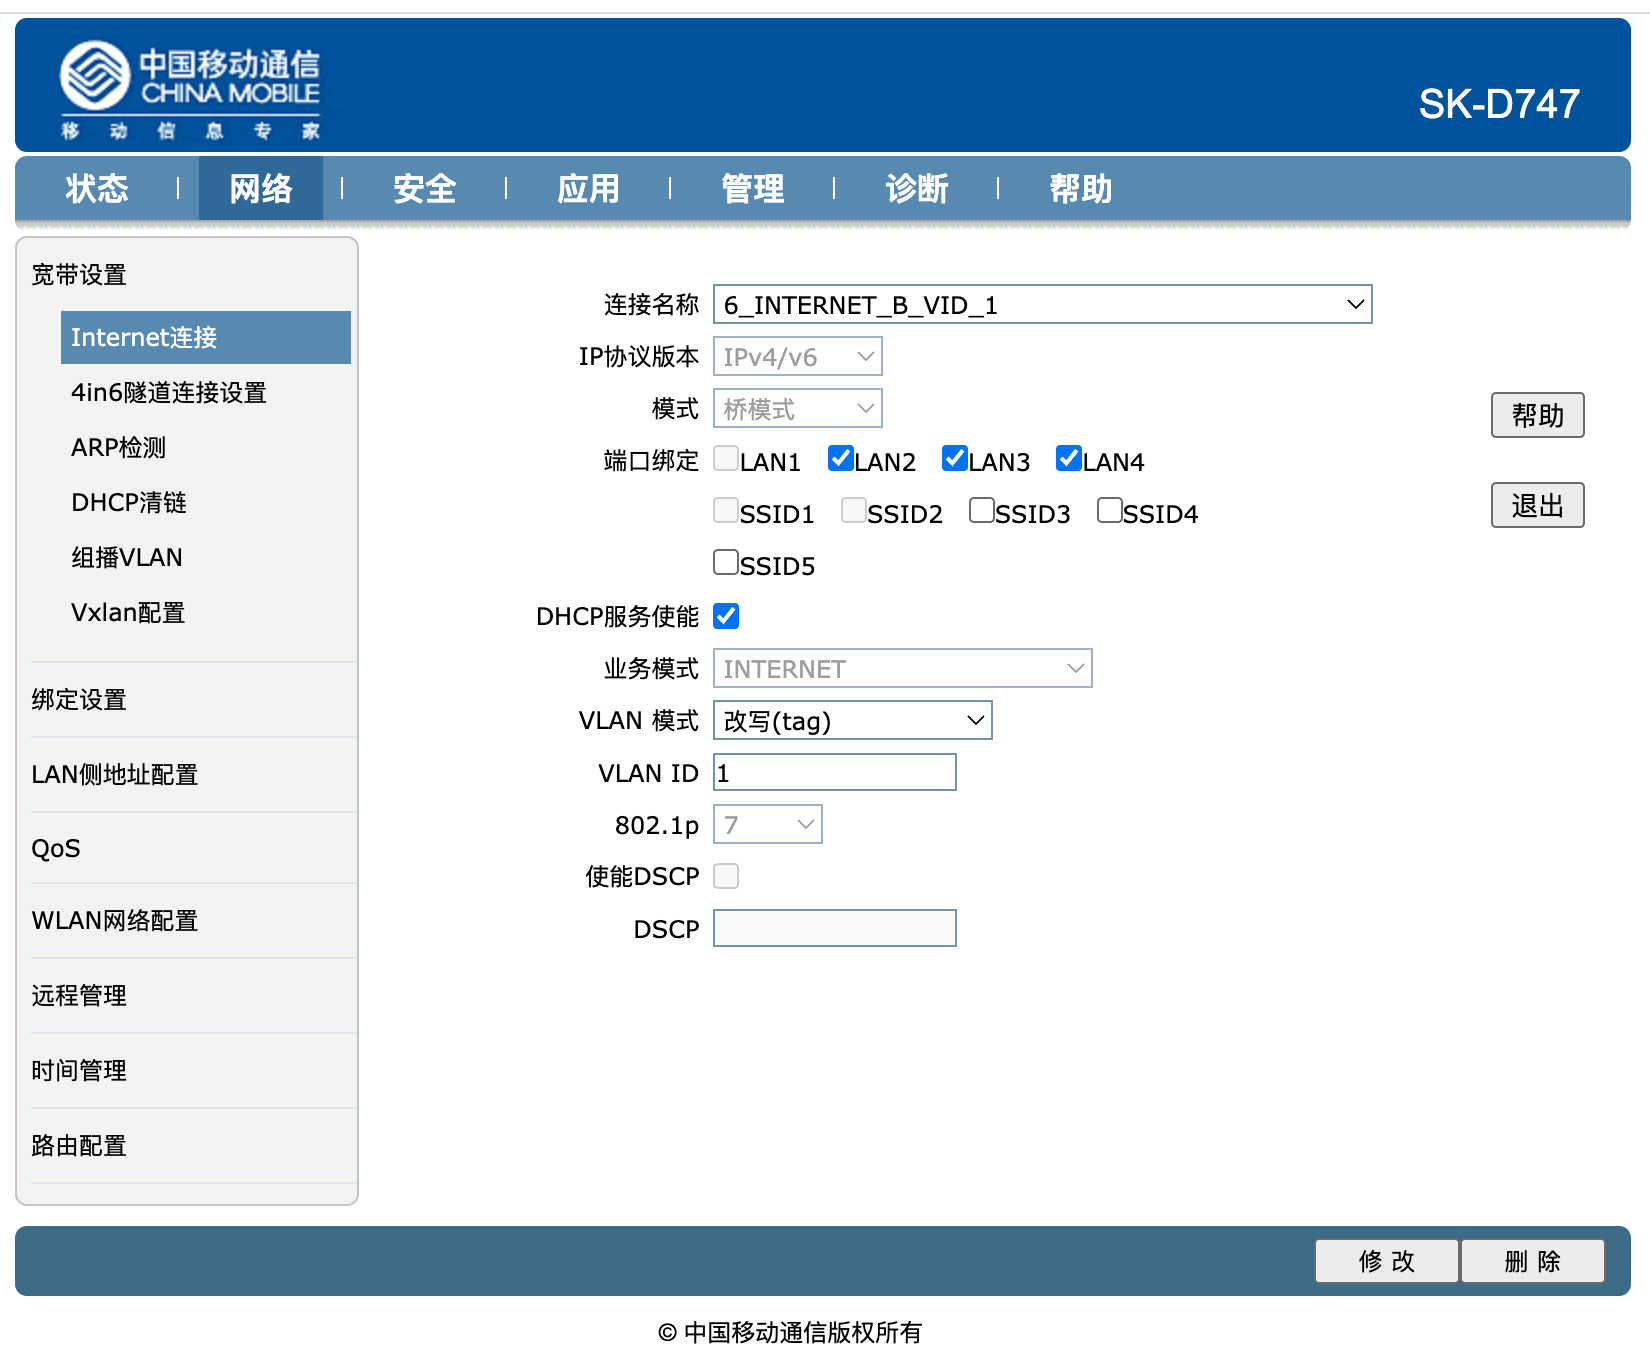 中国移动通信
CHINA MOBILE
移动信息专家
SK-D747
状态 网络 安全 应用 管理 诊断 帮助
宽带设置
Internet连接
4in6隧道连接设置
ARP检测
DHCP清链
组播VLAN
Vxlan配置
绑定设置
LAN侧地址配置
QoS
WLAN网络配置
远程管理
时间管理
路由配置
连接名称 6_INTERNET_B_VID_1
IP协议版本 IPv4/v6
模式 桥模式
端口绑定 LAN1 LAN2 LAN3 LAN4
SSID1 SSID2 SSID3 SSID4
SSID5
DHCP服务使能
业务模式 INTERNET
VLAN 模式 改写(tag)
VLAN ID 1
802.1p 7
使能DSCP
DSCP
帮助
退出
修 改 删 除
© 中国移动通信版权所有